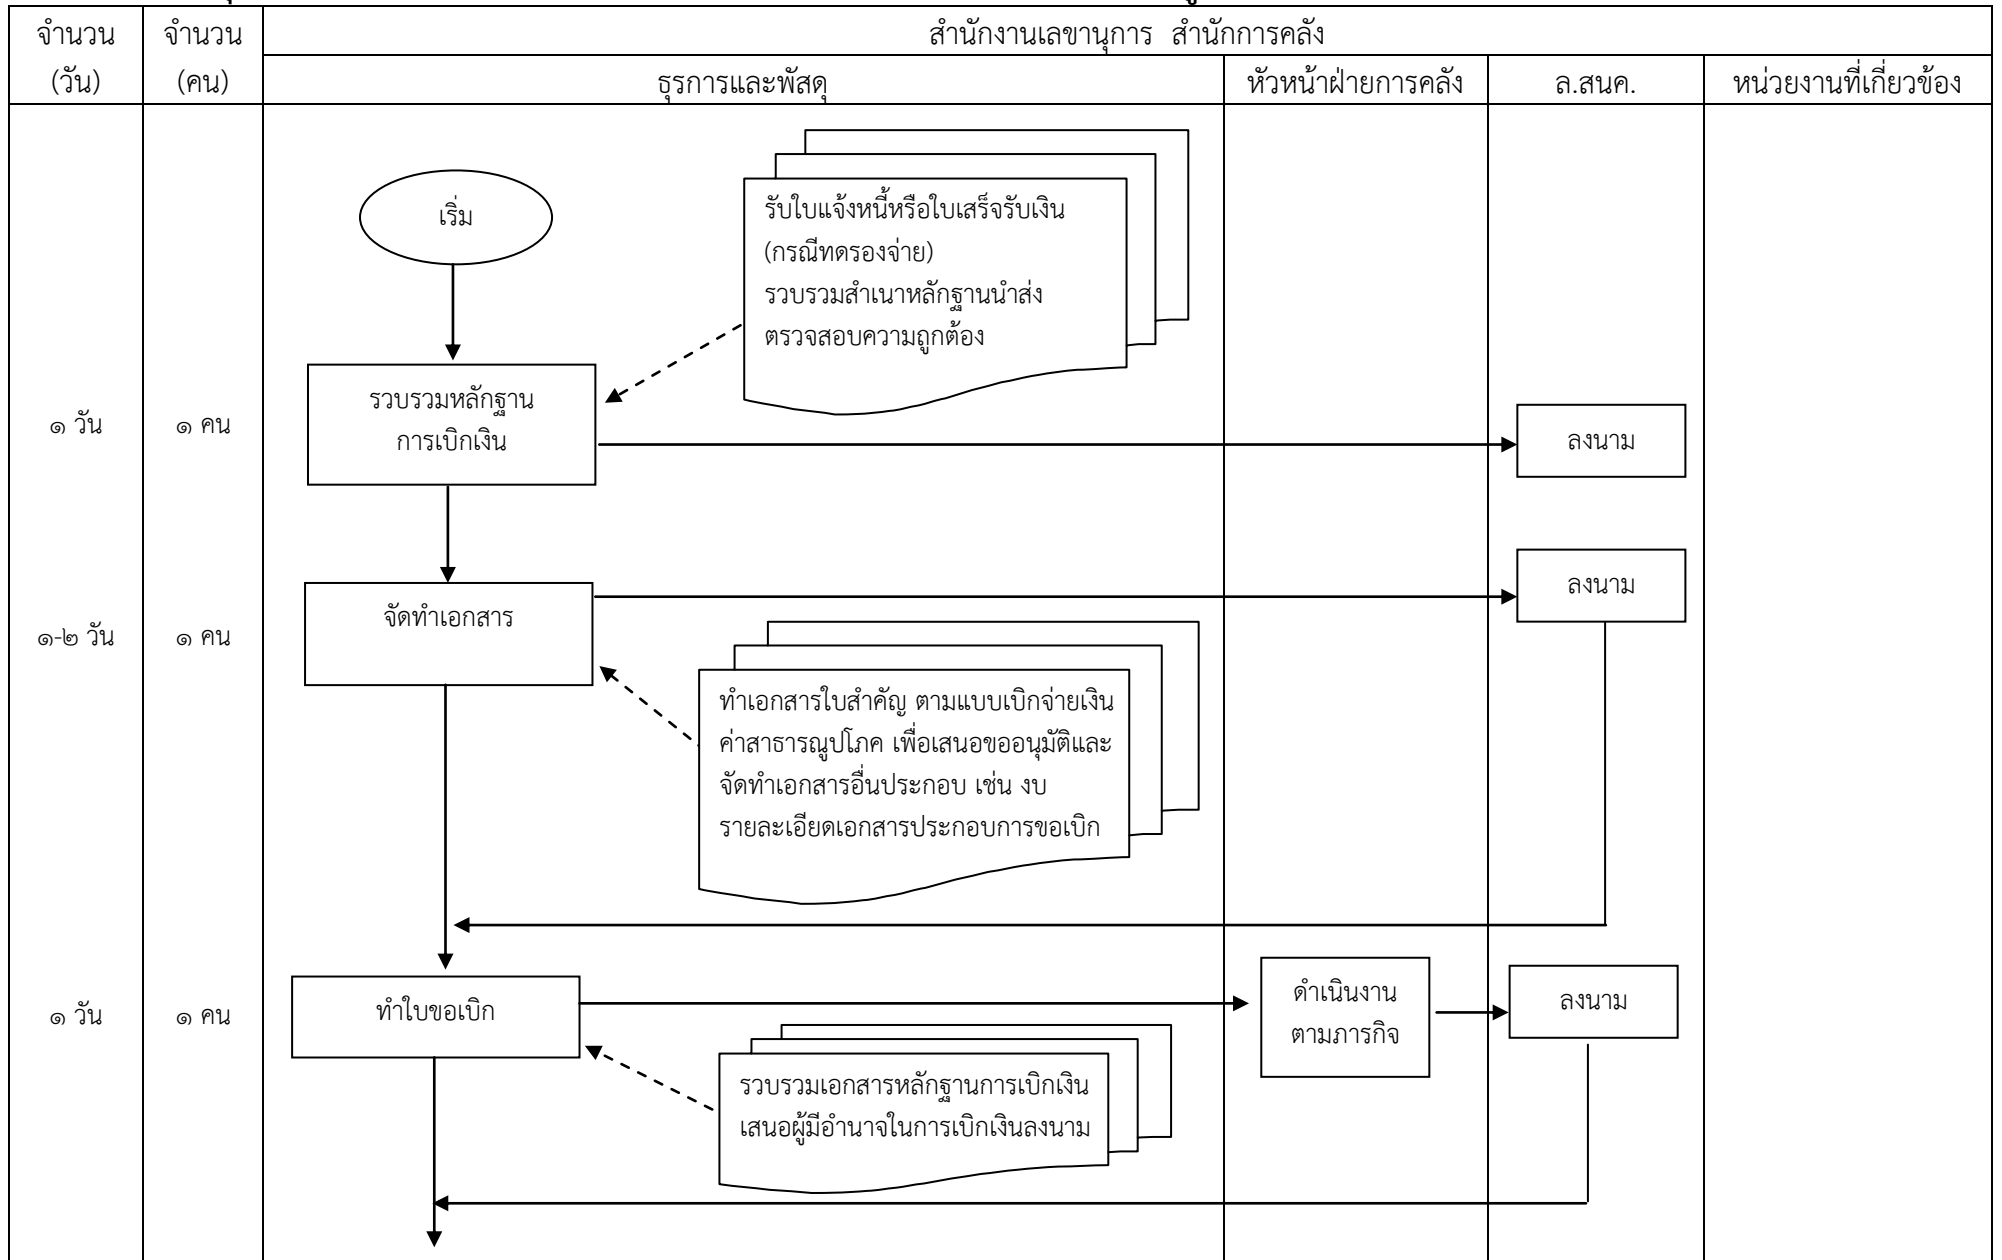 จำนวน
(วัน)
จำนวน
(คน)
สำนักงานเลขานุการ สำนักการคลัง
ธุรการและพัสดุ
หัวหน้าฝ่ายการคลัง
ล.สนค.
หน่วยงานที่เกี่ยวข้อง
เริ่ม
รับใบแจ้งหนี้หรือใบเสร็จรับเงิน
(กรณีทดรองจ่าย)
รวบรวมสำเนาหลักฐานนำส่ง
ตรวจสอบความถูกต้อง
๑ วัน
๑ คน
รวบรวมหลักฐาน
การเบิกเงิน
ลงนาม
๑-๒ วัน
๑ คน
จัดทำเอกสาร
ลงนาม
ทำเอกสารใบสำคัญ ตามแบบเบิกจ่ายเงิน
ค่าสาธารณูปโภค เพื่อเสนอขออนุมัติและ
จัดทำเอกสารอื่นประกอบ เช่น งบ
รายละเอียดเอกสารประกอบการขอเบิก
๑ วัน
๑ คน
ทำใบขอเบิก
ดำเนินงาน
ตามภารกิจ
ลงนาม
รวบรวมเอกสารหลักฐานการเบิกเงิน
เสนอผู้มีอำนาจในการเบิกเงินลงนาม